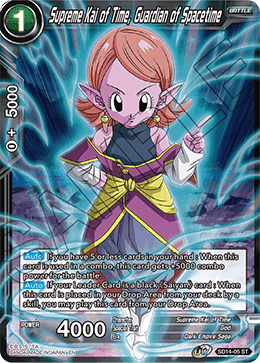 1
Supreme Kai of Time, Guardian of Spacetime
BATTLE
0 + 5000
Auto If you have 5 or less cards in your hand : When this
card is used in a combo, this card gets +5000 combo
power for the battle.
Auto If your Leader Card is a black ‹Saiyan› card : When
this card is placed in your Drop Area from your deck by a
skill, you may play this card from your Drop Area.
POWER
4000
Character
Supreme Kai of Time
Special Trait
God
Era
Dark Empire Saga
SD14-05 ST